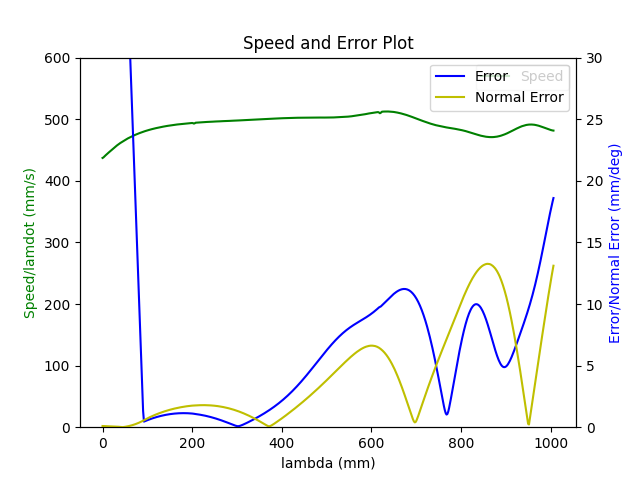 Speed and Error Plot
600
500
400
300
200
100
0
30
25
20
15
10
5
0
0 200 400 600 800 1000
lambda (mm)
Speed/lamdot (mm/s)
Error/Normal Error (mm/deg)
Speed
Error
Normal Error